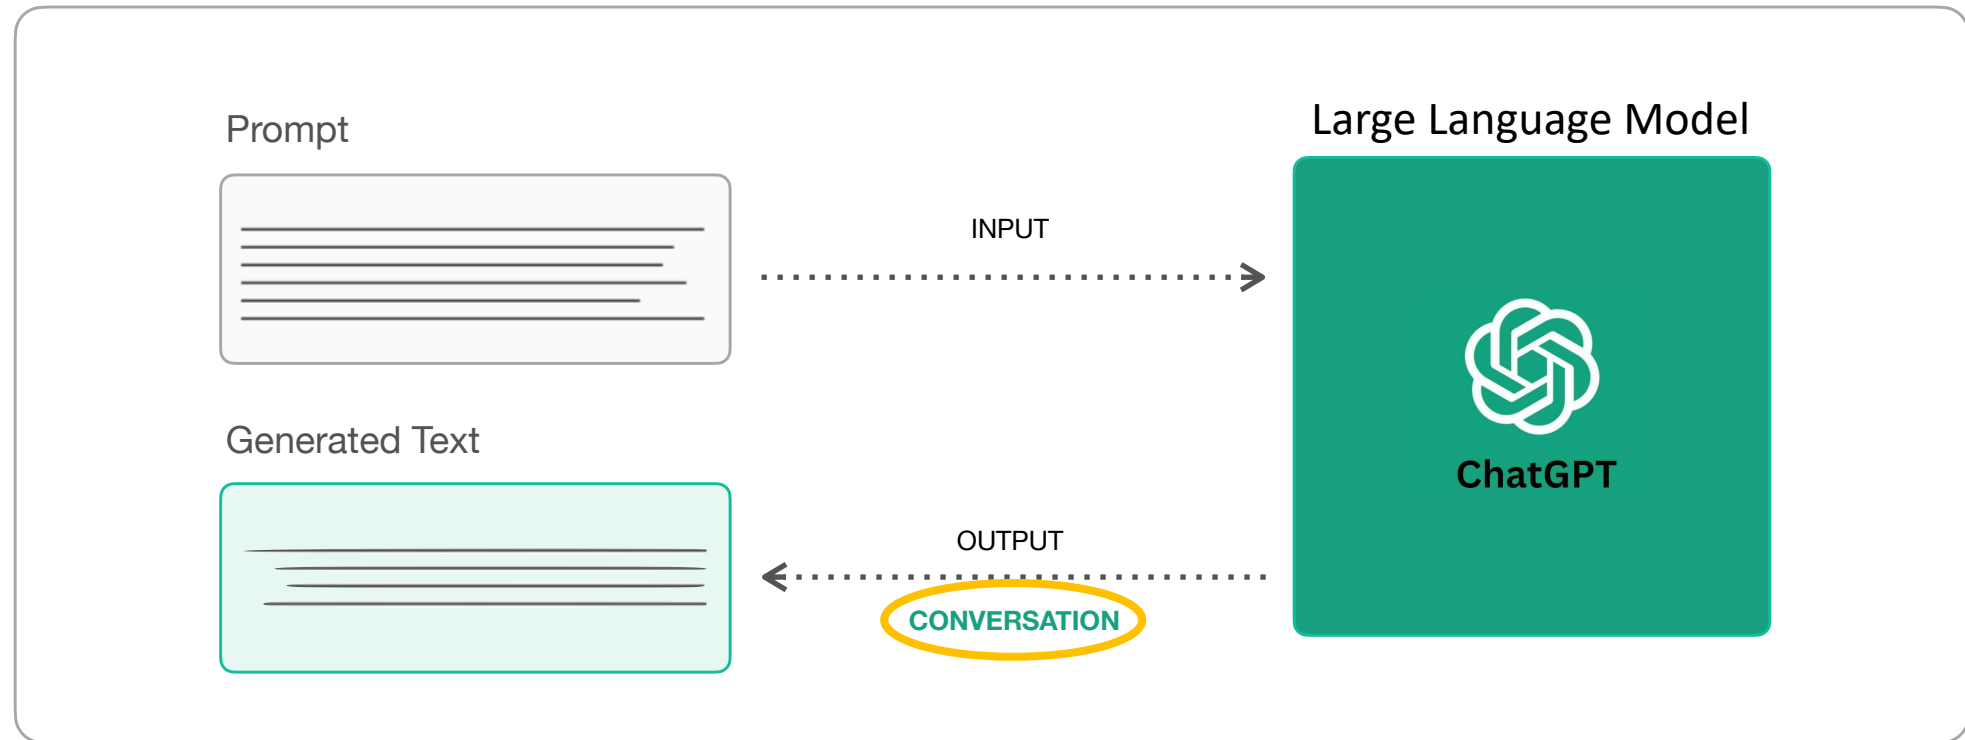 Prompt
Large Language Model
INPUT
ChatGPT
Generated Text
OUTPUT
CONVERSATION